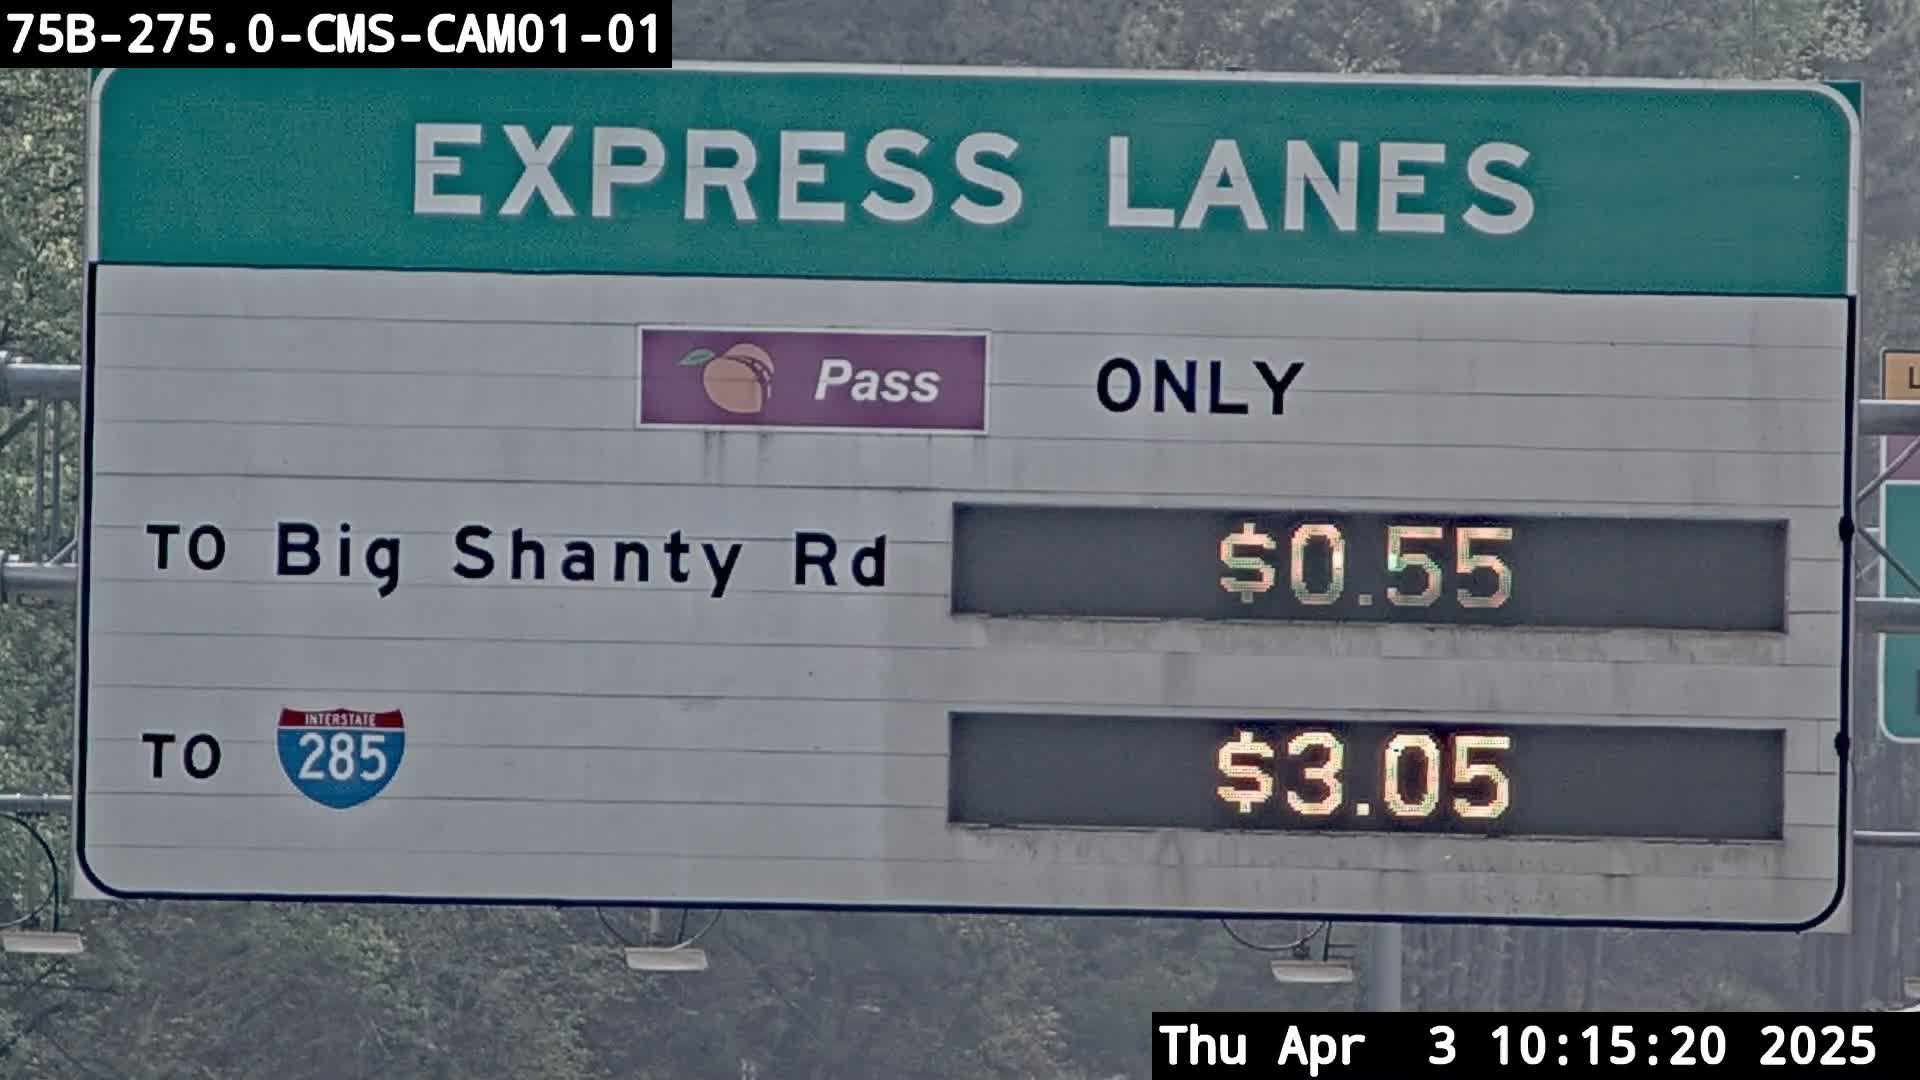 75B-275.0-CMS-CAM01-01
EXPRESS LANES
Pass ONLY
TO Big Shanty Rd $0.55
TO INTERSTATE 285 $3.05
Thu Apr 3 10:15:20 2025